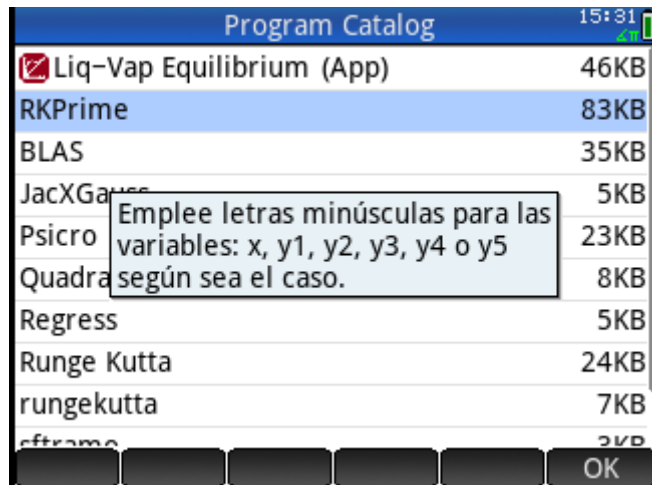 Program Catalog 15:31
∡π
Liq-Vap Equilibrium (App) 46KB
RKPrime 83KB
BLAS 35KB
5KB
Emplee letras minúsculas para las
variables: x, y1, y2, y3, y4 o y5
según sea el caso.
Psicro 23KB
8KB
Regress 5KB
Runge Kutta 24KB
rungekutta 7KB
OK